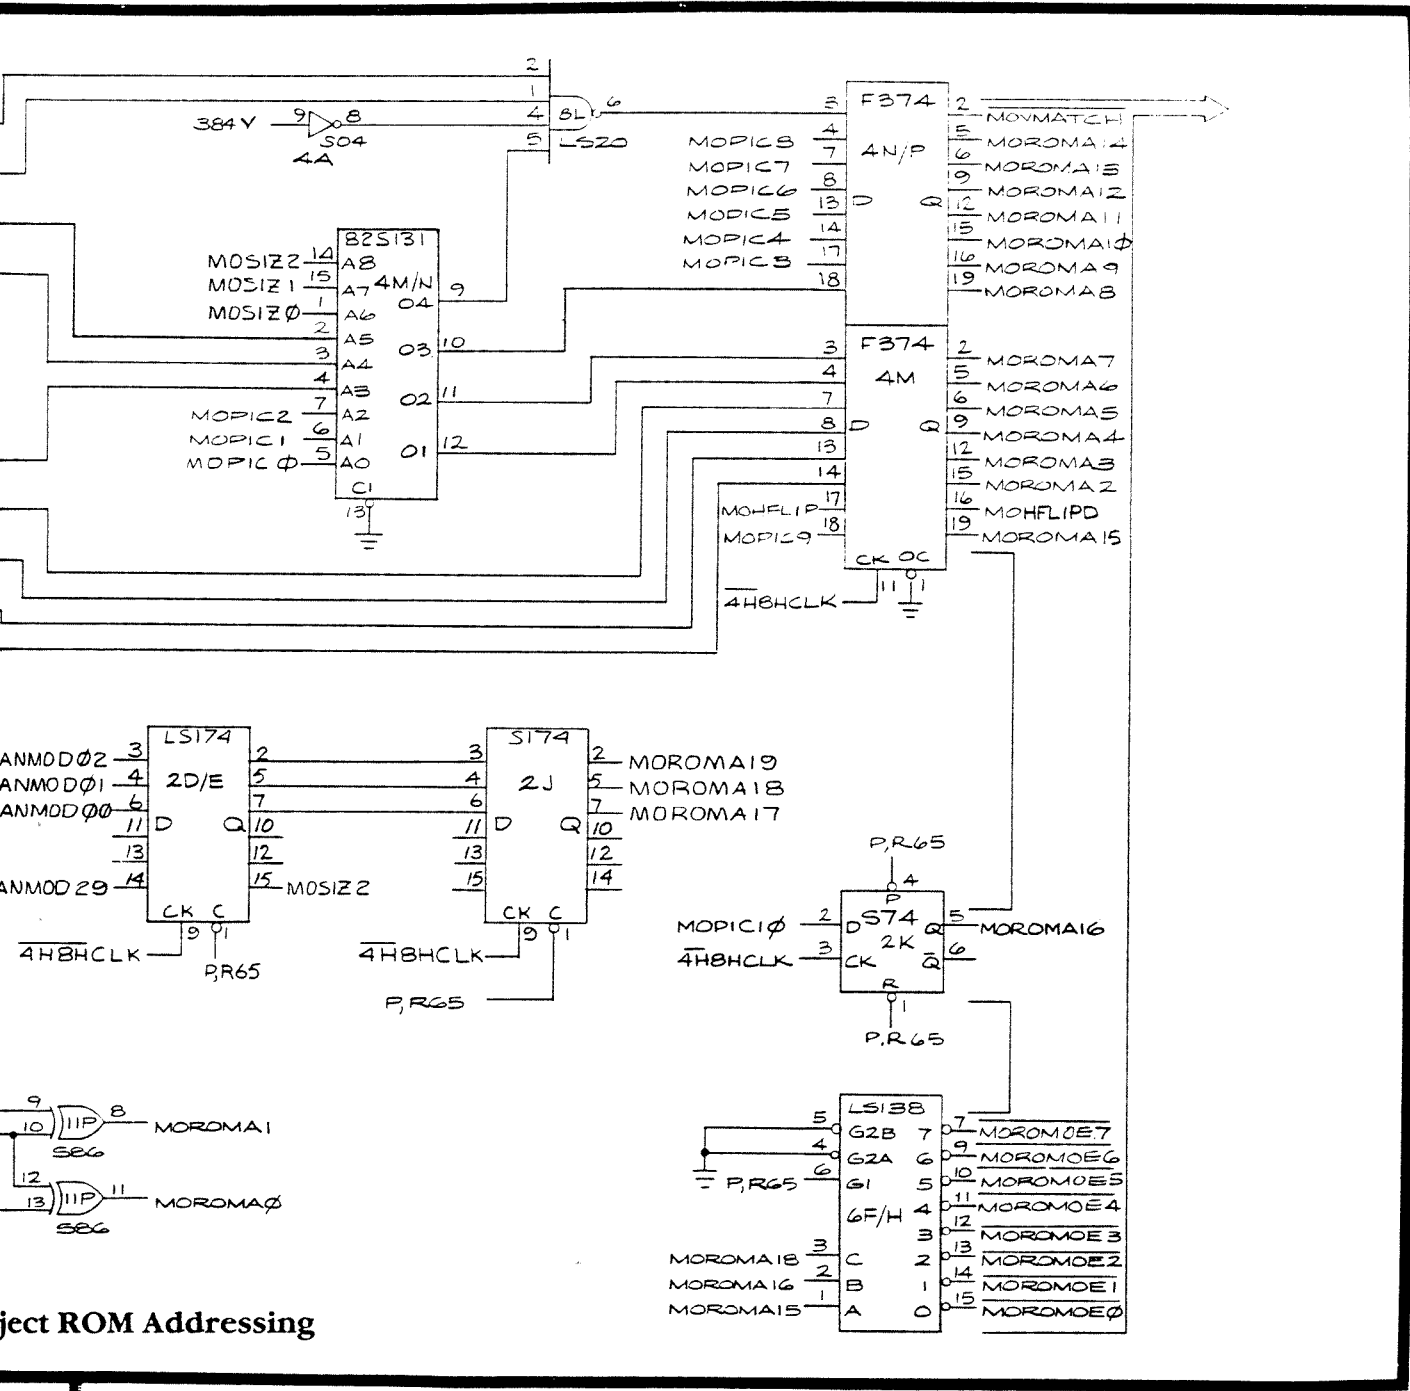 2
1
384V 9 8 4 8L 6
S04
4A
5 LS20
3 F374 2 MOVMATCH
MOPIC8 4 4N/P 5 MOROMA14
MOPIC7 7 6 MOROMA13
MOPIC6 8 19 MOROMA12
MOPIC5 13 D Q 12 MOROMA11
MOPIC4 14 15 MOROMA1Ø
MOPIC3 17 16 MOROMA9
18 19 MOROMA8
82S131
4M/N
MOSIZ2 14 A8
MOSIZ1 15 A7
MOSIZØ 1 A6 O4 9
2 A5
3 A4 O3 10
4 A3
MOPIC2 7 A2 O2 11
MOPIC1 6 A1
MOPICØ 5 A0 O1 12
C1
13
F374
4M
3 2 MOROMA7
4 5 MOROMA6
7 6 MOROMA5
8 D Q 9 MOROMA4
13 12 MOROMA3
14 15 MOROMA2
MOHFLIP 17 16 MOHFLIPD
MOPIC9 18 19 MOROMA15
CK OC
4H8HCLK 11 1
LS174
2D/E
ANMODØ2 3 2
ANMODØ1 4 5
ANMODØØ 6 7
11 D Q 10
13 12
ANMOD29 14 15 MOSIZ2
CK C
4H8HCLK 9 1
P,R65
S174
2J
3 2 MOROMA19
4 5 MOROMA18
6 7 MOROMA17
11 D Q 10
13 12
15 14
CK C
4H8HCLK 9 1
P,R65
P,R65
4
P
S74
2K
MOPIC1Ø 2 D Q 5 MOROMA16
4H8HCLK 3 CK Q 6
R
1
P,R65
9 11P 8 MOROMA1
10
S86
12
13 11P 11 MOROMAØ
S86
LS138
6F/H
5 G2B 7 7 MOROMOE7
4 G2A 6 9 MOROMOE6
P,R65 6 G1 5 10 MOROMOE5
4 11 MOROMOE4
3 12 MOROMOE3
MOROMA18 3 C 2 13 MOROMOE2
MOROMA16 2 B 1 14 MOROMOE1
MOROMA15 1 A 0 15 MOROMOEØ
ject ROM Addressing